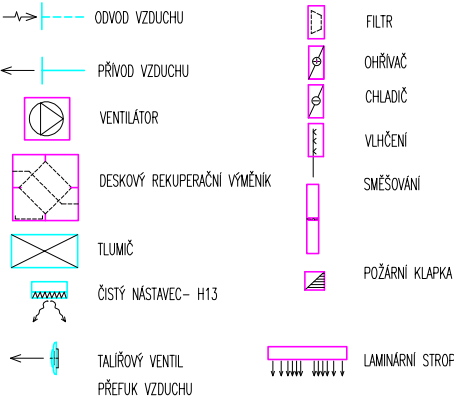 ODVOD VZDUCHU
PŘÍVOD VZDUCHU
VENTILÁTOR
DESKOVÝ REKUPERAČNÍ VÝMĚNÍK
TLUMIČ
ČISTÝ NÁSTAVEC- H13
TALÍŘOVÝ VENTIL
PŘEFUK VZDUCHU
FILTR
OHŘÍVAČ
CHLADIČ
VLHČENÍ
SMĚŠOVÁNÍ
POŽÁRNÍ KLAPKA
LAMINÁRNÍ STROP